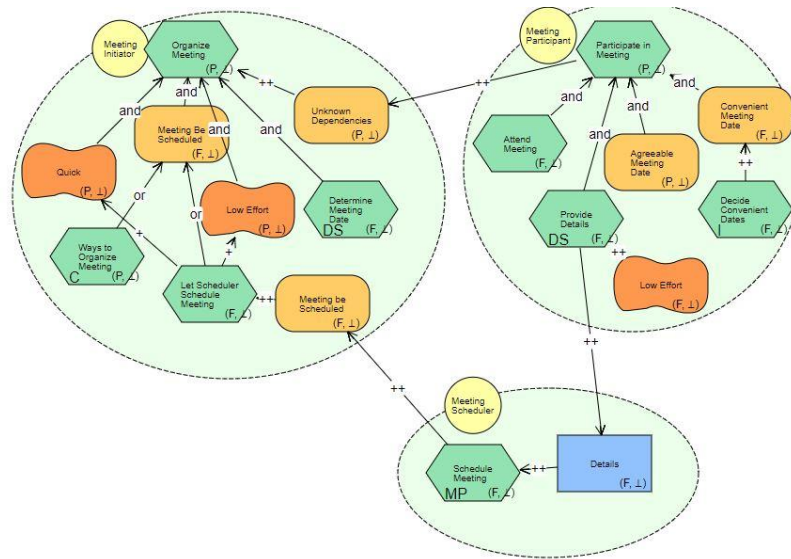 Meeting
Initiator
Organize
Meeting
(P, ⊥)
and
and
and
and
and
++
Meeting Be
Scheduled
(F, ⊥)
Unknown
Dependencies
(P, ⊥)
Quick
(P, ⊥)
or
or
+
+
Low Effort
(P, ⊥)
Determine
Meeting
Date
DS
(F, ⊥)
Ways to
Organize
Meeting
C
(P, ⊥)
Let Scheduler
Schedule
Meeting
(F, ⊥)
++
Meeting be
Scheduled
(F, ⊥)
++
Meeting
Participant
Participate in
Meeting
(P, ⊥)
++
and
and
and
and
Attend
Meeting
(F, ⊥)
Agreeable
Meeting
Date
(P, ⊥)
Convenient
Meeting
Date
(F, ⊥)
++
Provide
Details
DS
(F, ⊥)
++
Decide
Convenient
Dates
I
(F, ⊥)
Low Effort
(F, ⊥)
++
Meeting
Scheduler
Schedule
Meeting
MP
(F, ⊥)
++
Details
(F, ⊥)